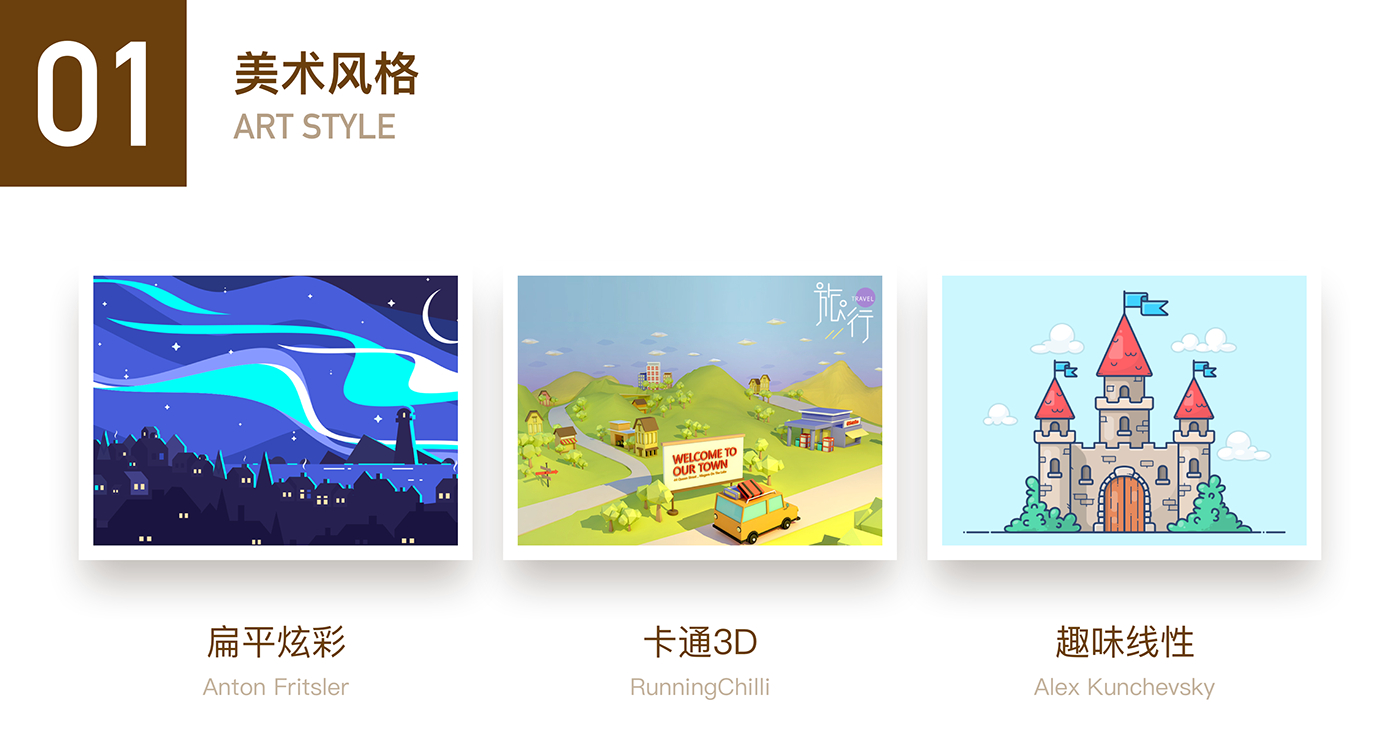 01
美术风格
ART STYLE
旅行
TRAVEL
WELCOME TO
OUR TOWN
扁平炫彩
Anton Fritsler
卡通3D
RunningChilli
趣味线性
Alex Kunchevsky